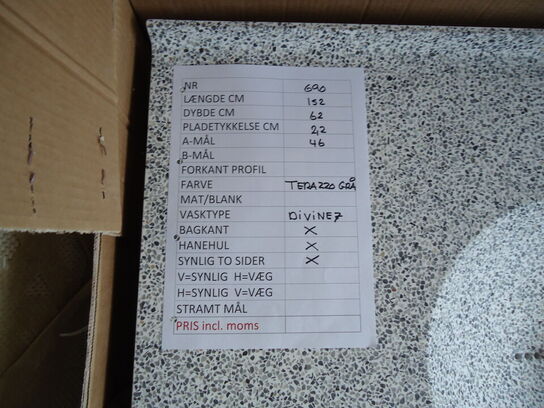 NR 690
LÆNGDE CM 152
DYBDE CM 62
PLADETYKKELSE CM 2,2
A-MÅL 46
B-MÅL
FORKANT PROFIL
FARVE TERAZZO GRÅ
MAT/BLANK
VASKTYPE DIVINE7
BAGKANT X
HANEHUL X
SYNLIG TO SIDER X
V=SYNLIG H=VÆG
H=SYNLIG V=VÆG
STRAMT MÅL
PRIS incl. moms